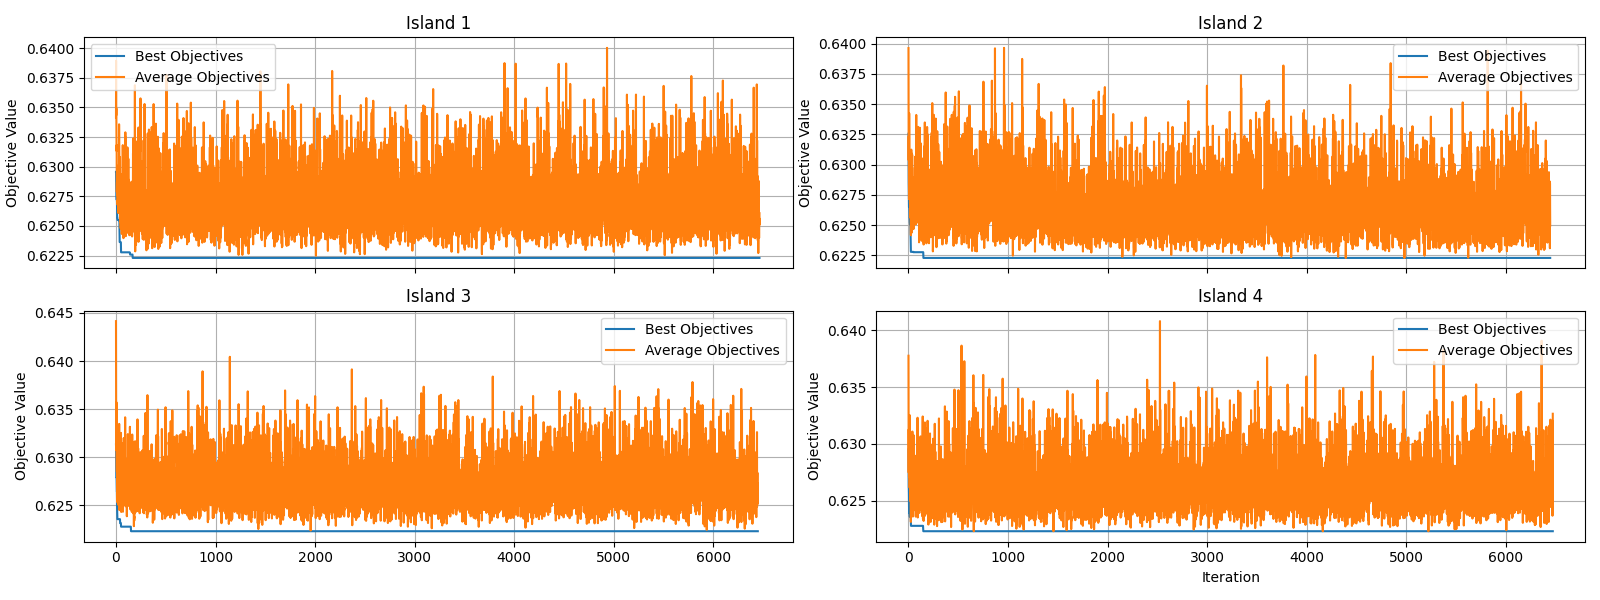 Island 1
0.6400
0.6375
0.6350
0.6325
0.6300
0.6275
0.6250
0.6225
Objective Value
Best Objectives
Average Objectives
Island 2
0.6400
0.6375
0.6350
0.6325
0.6300
0.6275
0.6250
0.6225
Objective Value
Best Objectives
Average Objectives
Island 3
0.645
0.640
0.635
0.630
0.625
Objective Value
Best Objectives
Average Objectives
0 1000 2000 3000 4000 5000 6000
Island 4
0.640
0.635
0.630
0.625
Objective Value
Best Objectives
Average Objectives
0 1000 2000 3000 4000 5000 6000
Iteration